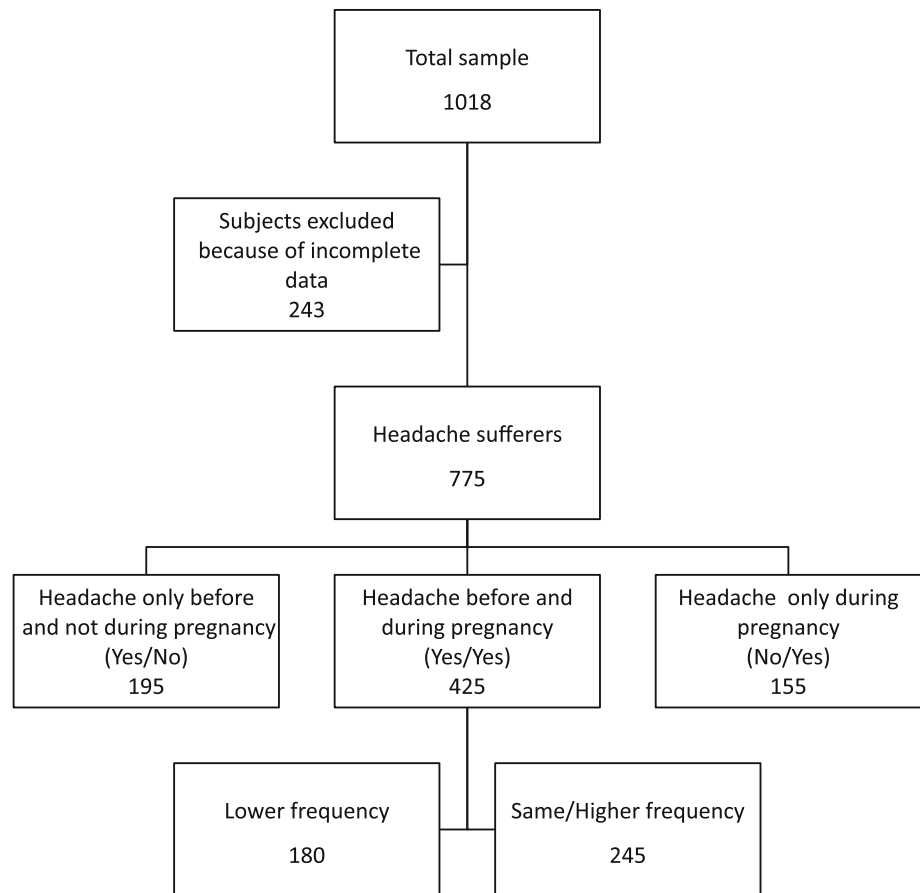 Total sample
1018
Subjects excluded
because of incomplete
data
243
Headache sufferers
775
Headache only before
and not during pregnancy
(Yes/No)
195
Headache before and
during pregnancy
(Yes/Yes)
425
Headache only during
pregnancy
(No/Yes)
155
Lower frequency
180
Same/Higher frequency
245